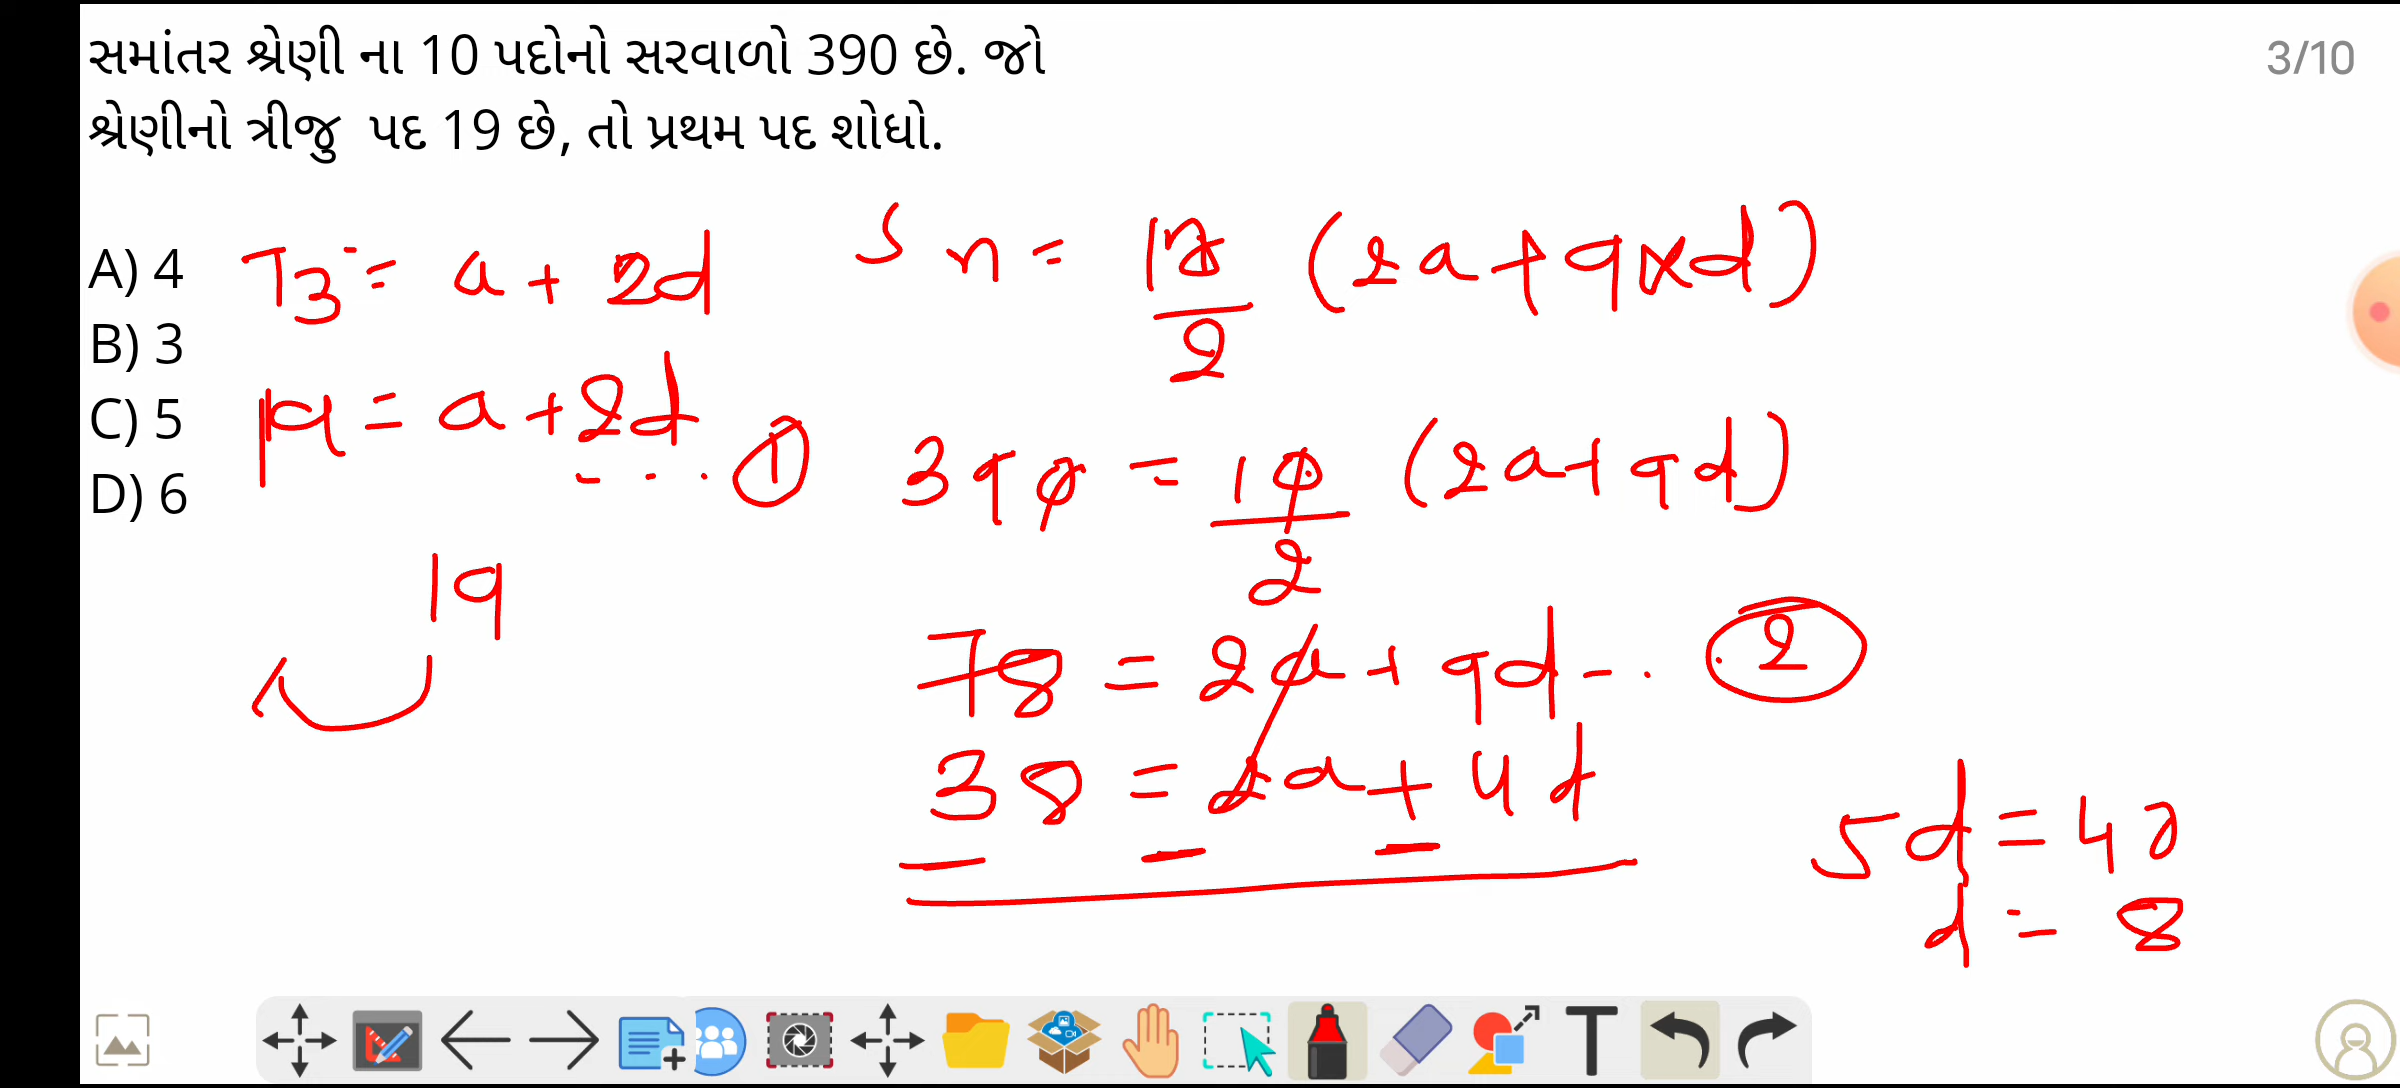 સમાંતર શ્રેણી ના 10 પદોનો સરવાળો 390 છે. જો
શ્રેણીનો ત્રીજુ પદ 19 છે, તો પ્રથમ પદ શોધો.
3/10
A) 4
B) 3
C) 5
D) 6
T3 = a + 2d
19 = a + 2d ... 1
19
Sn = 10/2 (2a + 9xd)
390 = 10/2 (2a + 9d)
78 = 2a + 9d ... 2
38 = 2a + 4d
- - -
5d = 40
d = 8
T